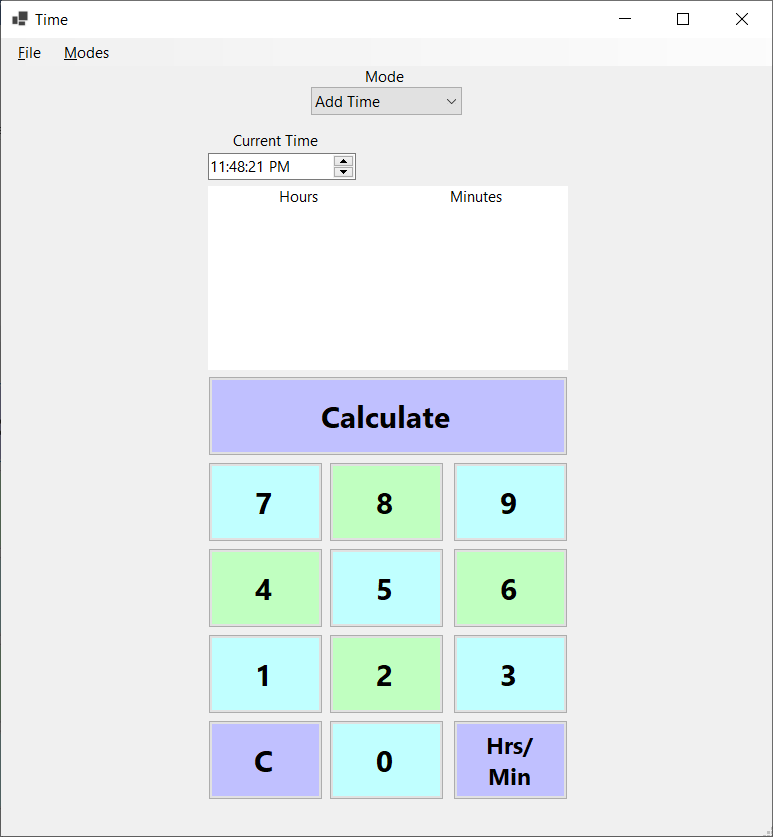 Time
File Modes
Mode
Add Time
Current Time
11:48:21 PM
Hours Minutes
Calculate
7 8 9
4 5 6
1 2 3
C 0 Hrs/
Min